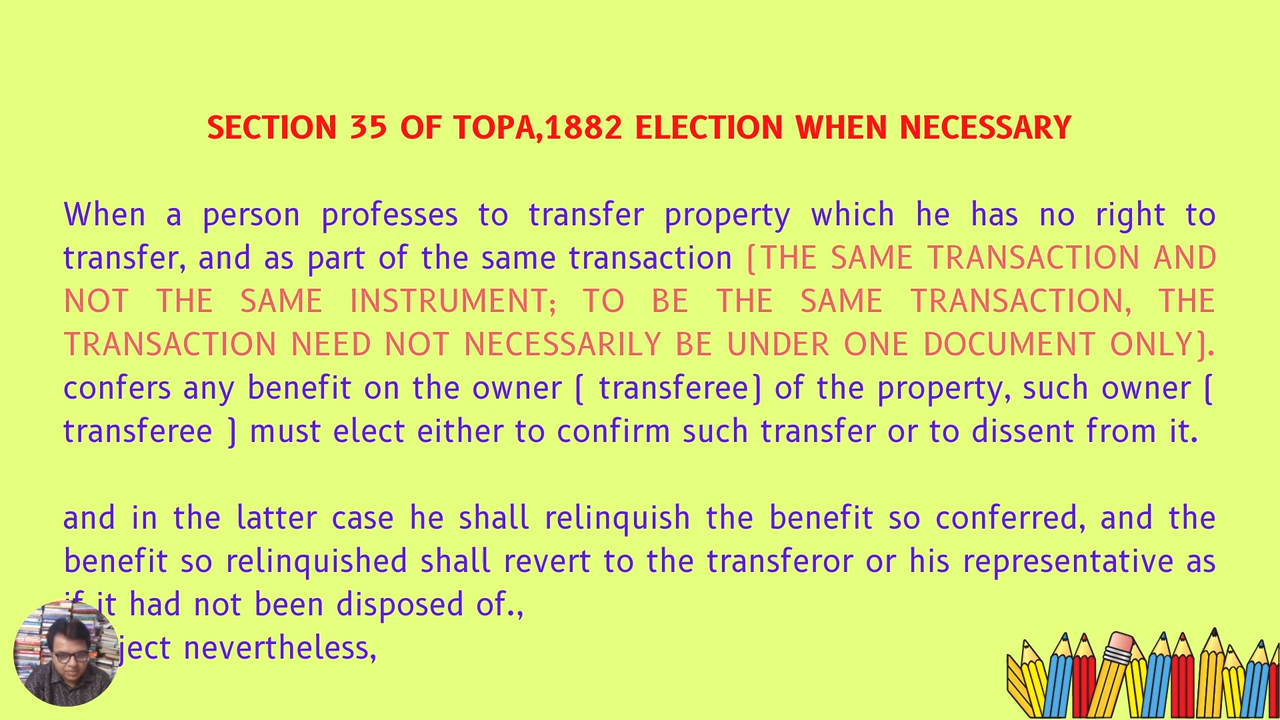 SECTION 35 OF TOPA,1882 ELECTION WHEN NECESSARY
When a person professes to transfer property which he has no right to
transfer, and as part of the same transaction (THE SAME TRANSACTION AND
NOT THE SAME INSTRUMENT; TO BE THE SAME TRANSACTION, THE
TRANSACTION NEED NOT NECESSARILY BE UNDER ONE DOCUMENT ONLY).
confers any benefit on the owner ( transferee) of the property, such owner (
transferee ) must elect either to confirm such transfer or to dissent from it.
and in the latter case he shall relinquish the benefit so conferred, and the
benefit so relinquished shall revert to the transferor or his representative as
if it had not been disposed of.,
nevertheless,